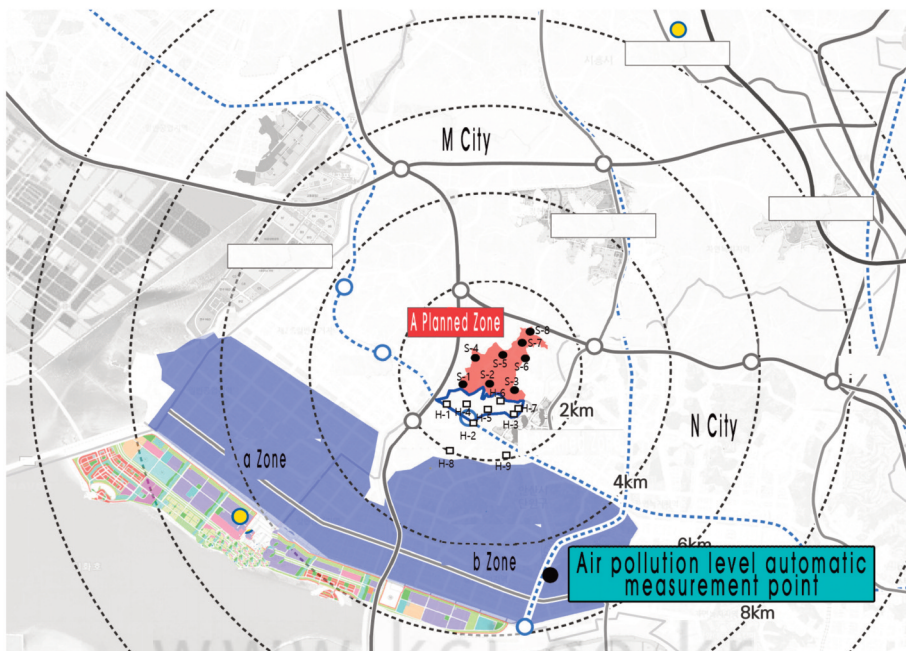 M City
A Planned Zone
S-8
S-7
S-4
S-5
S-6
S-2
S-1
S-3
H-6
H-1
H-4
H-5
H-7
H-3
H-2
2km
N City
H-8
H-9
a Zone
4km
6km
b Zone
Air pollution level automatic
measurement point
8km